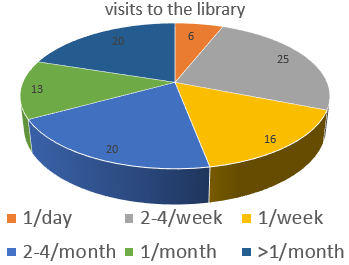 visits to the library
20
6
25
13
16
20
1/day 2-4/week 1/week
2-4/month 1/month >1/month